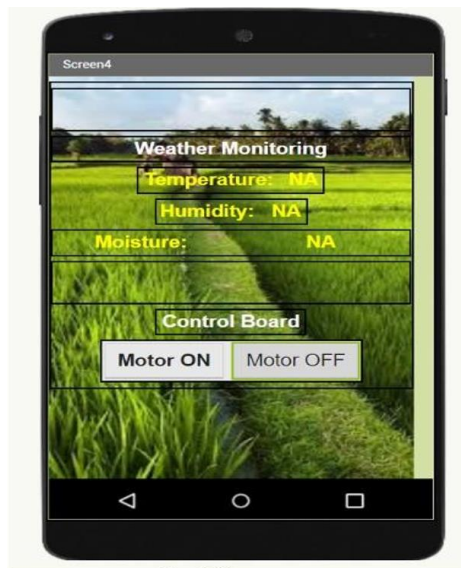 Screen4
Weather Monitoring
Temperature: NA
Humidity: NA
Moisture: NA
Control Board
Motor ON Motor OFF